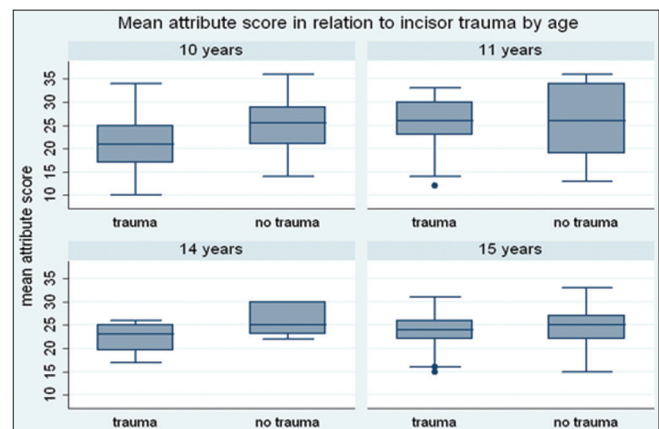 Mean attribute score in relation to incisor trauma by age
10 years
11 years
mean attribute score
35
30
25
20
15
10
trauma
no trauma
trauma
no trauma
14 years
15 years
35
30
25
20
15
10
trauma
no trauma
trauma
no trauma